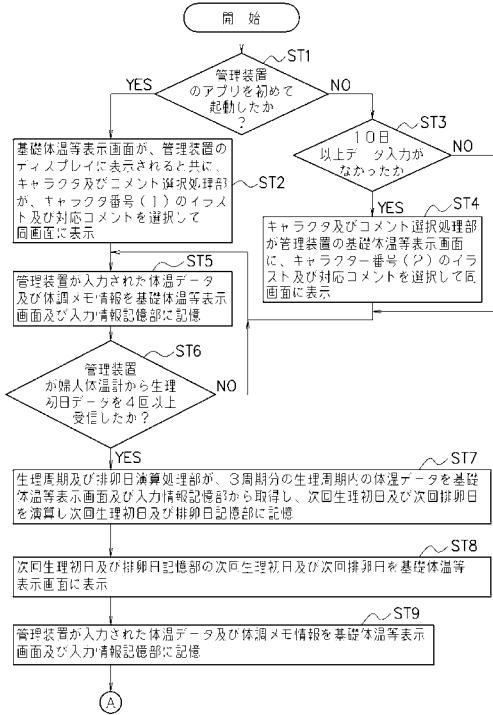 開 始
ST1
管理装置
のアプリを初めて
起動したか
？
YES
NO
ST3
10日
以上データ入力が
なかったか
NO
YES
基礎体温等表示画面が、管理装置の
ディスプレイに表示されると共に、
キャラクタ及びコメント選択処理部
が、キャラクタ番号（1）のイラス
ト及び対応コメントを選択して
同画面に表示
ST2
ST4
キャラクタ及びコメント選択処理部
が管理装置の基礎体温等表示画面
に、キャラクター番号（2）のイ
ラスト及び対応コメントを選択して同
画面に表示
ST5
管理装置が入力された体温データ
及び体調メモ情報を基礎体温等表示
画面及び入力情報記憶部に記憶
ST6
管理装置
が婦人体温計から生理
初日データを4回以上
受信したか？
NO
YES
ST7
生理周期及び排卵日演算処理部が、3周期分の生理周期内の体温データを基礎
体温等表示画面及び入力情報記憶部から取得し、次回生理初日及び次回排卵日
を演算し次回生理初日及び排卵日記憶部に記憶
ST8
次回生理初日及び排卵日記憶部の次回生理初日及び次回排卵日を基礎体温等
表示画面に表示
ST9
管理装置が入力された体温データ及び体調メモ情報を基礎体温等表示
画面及び入力情報記憶部に記憶
A